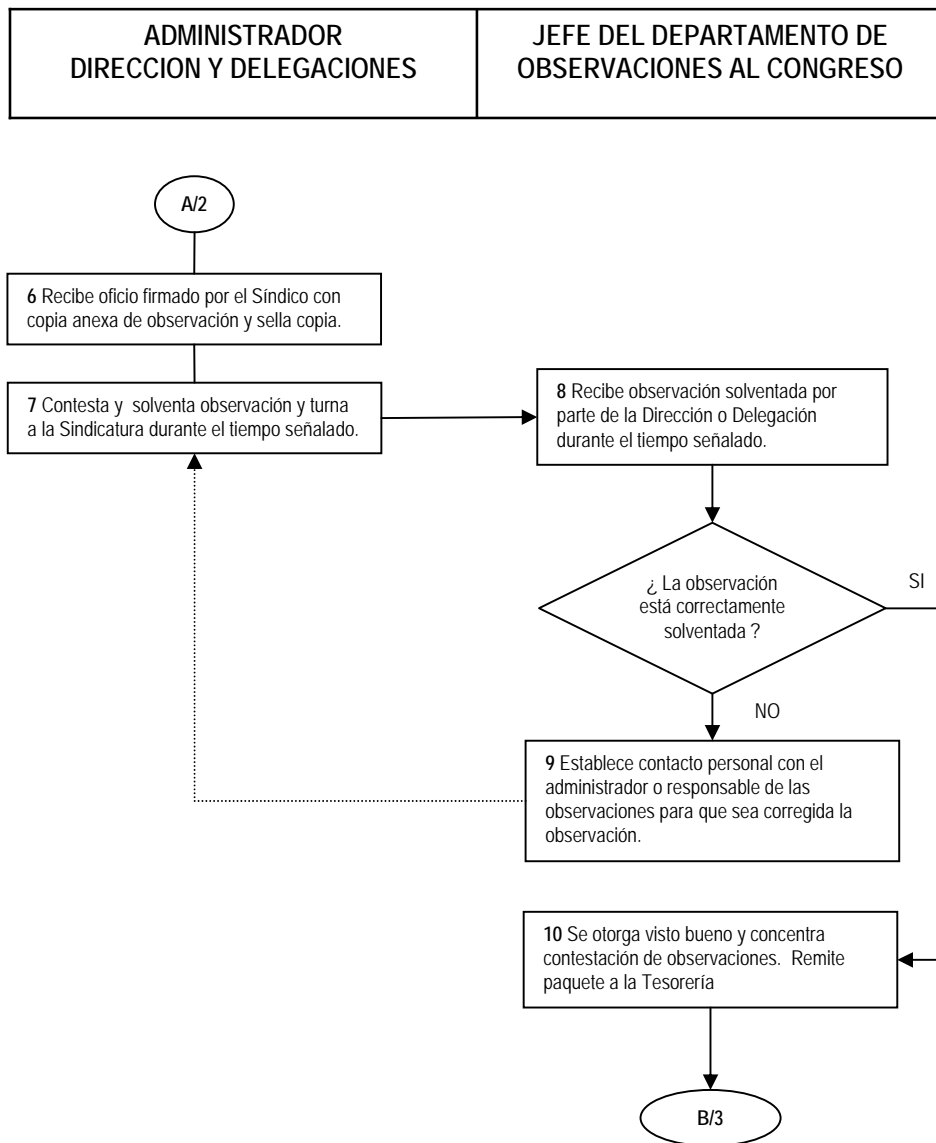 ADMINISTRADOR
DIRECCION Y DELEGACIONES
JEFE DEL DEPARTAMENTO DE
OBSERVACIONES AL CONGRESO
A/2
6 Recibe oficio firmado por el Síndico con
copia anexa de observación y sella copia.
7 Contesta y solventa observación y turna
a la Sindicatura durante el tiempo señalado.
8 Recibe observación solventada por
parte de la Dirección o Delegación
durante el tiempo señalado.
¿ La observación
está correctamente
solventada ?
SI
NO
9 Establece contacto personal con el
administrador o responsable de las
observaciones para que sea corregida la
observación.
10 Se otorga visto bueno y concentra
contestación de observaciones. Remite
paquete a la Tesorería
B/3